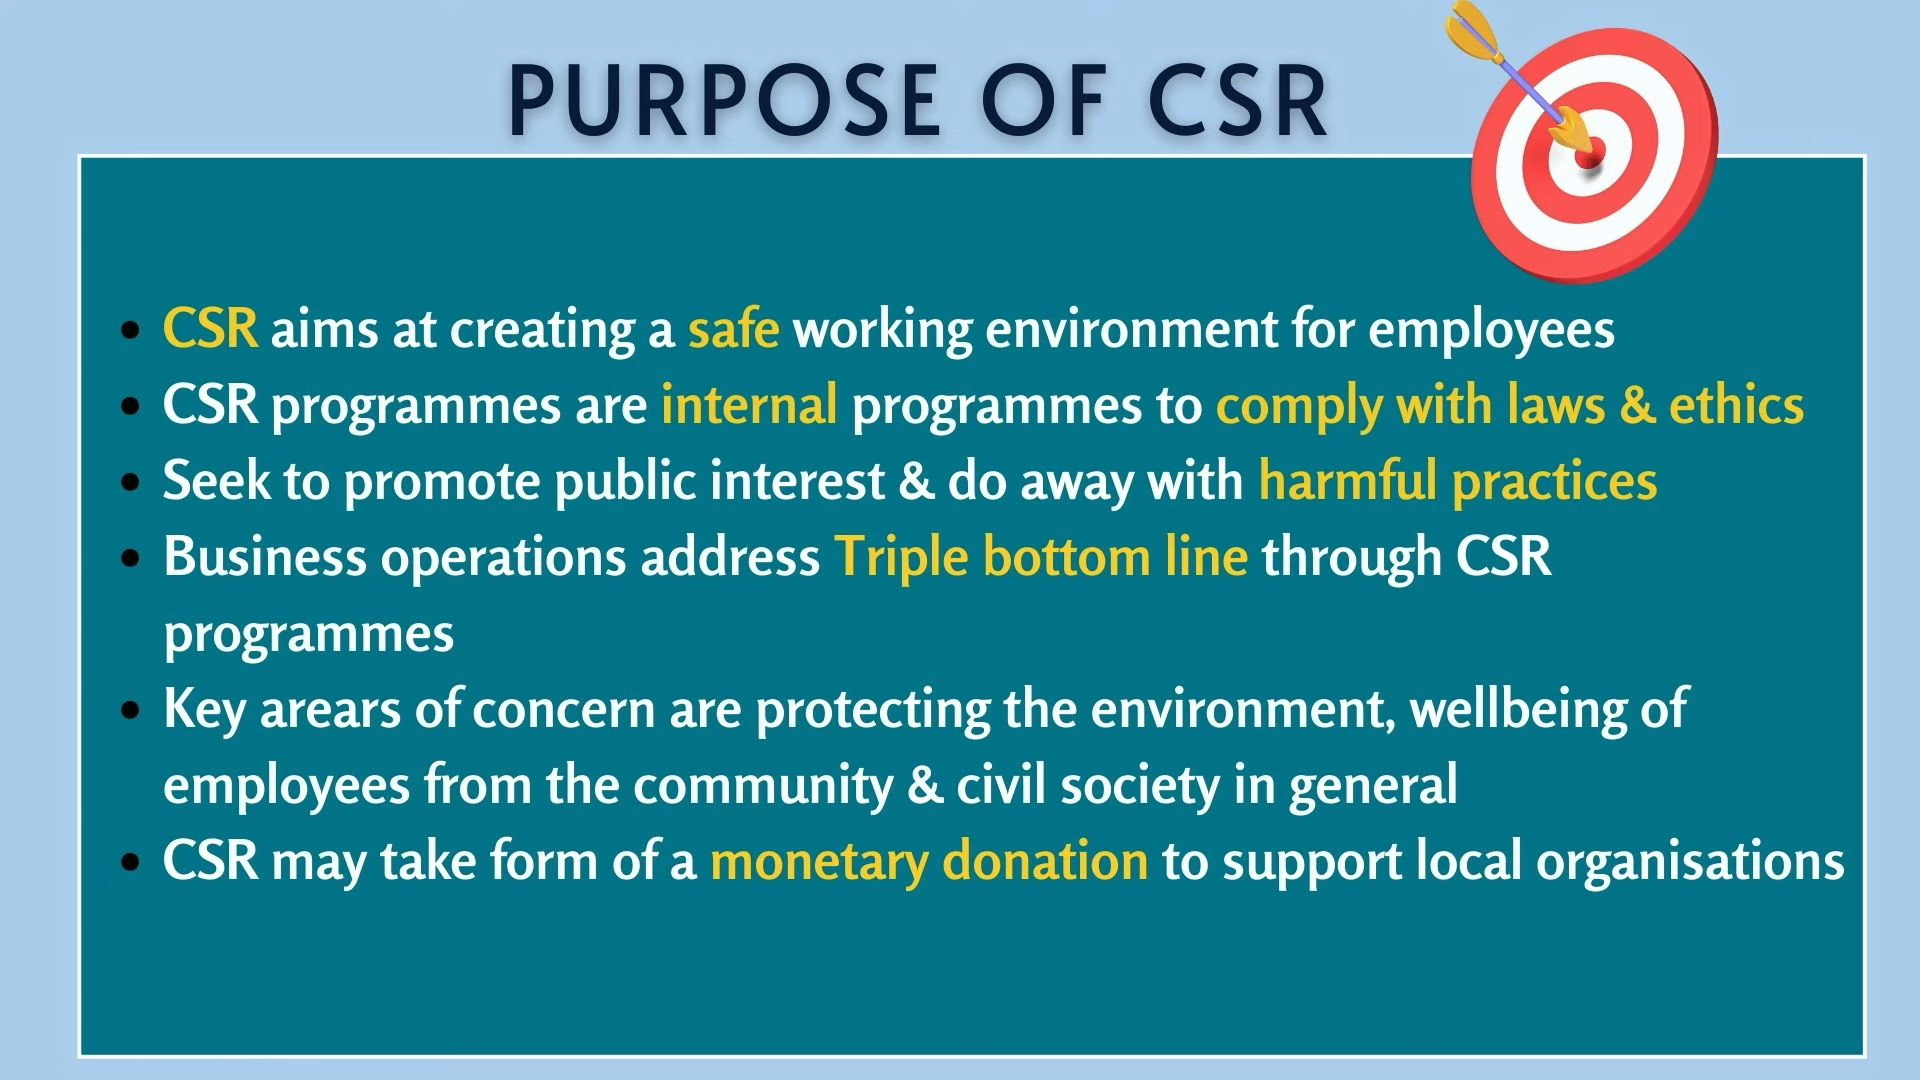 PURPOSE OF CSR
• CSR aims at creating a safe working environment for employees
• CSR programmes are internal programmes to comply with laws & ethics
• Seek to promote public interest & do away with harmful practices
• Business operations address Triple bottom line through CSR
programmes
• Key arears of concern are protecting the environment, wellbeing of
employees from the community & civil society in general
• CSR may take form of a monetary donation to support local organisations